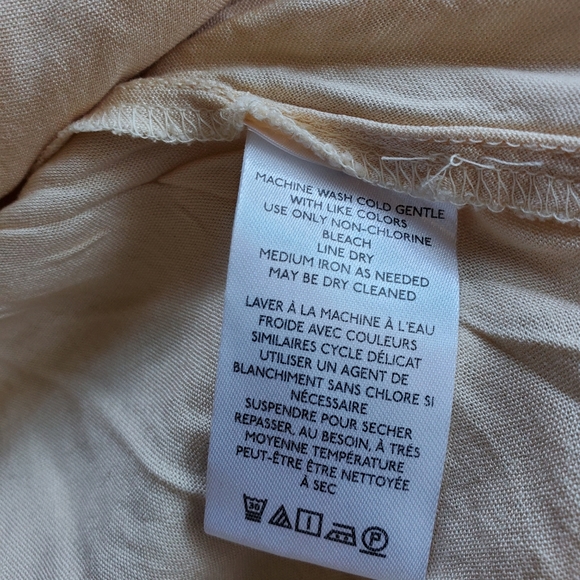 MACHINE WASH COLD GENTLE
WITH LIKE COLORS
USE ONLY NON-CHLORINE
BLEACH
LINE DRY
MEDIUM IRON AS NEEDED
MAY BE DRY CLEANED
LAVER À LA MACHINE À L'EAU
FROIDE AVEC COULEURS
SIMILAIRES CYCLE DÉLICAT
UTILISER UN AGENT DE
BLANCHIMENT SANS CHLORE SI
NÉCESSAIRE
SUSPENDRE POUR SECHER
REPASSER, AU BESOIN, À TRÈS
MOYENNE TEMPÉRATURE
PEUT-ÊTRE ÊTRE NETTOYÉE
À SEC
30 P